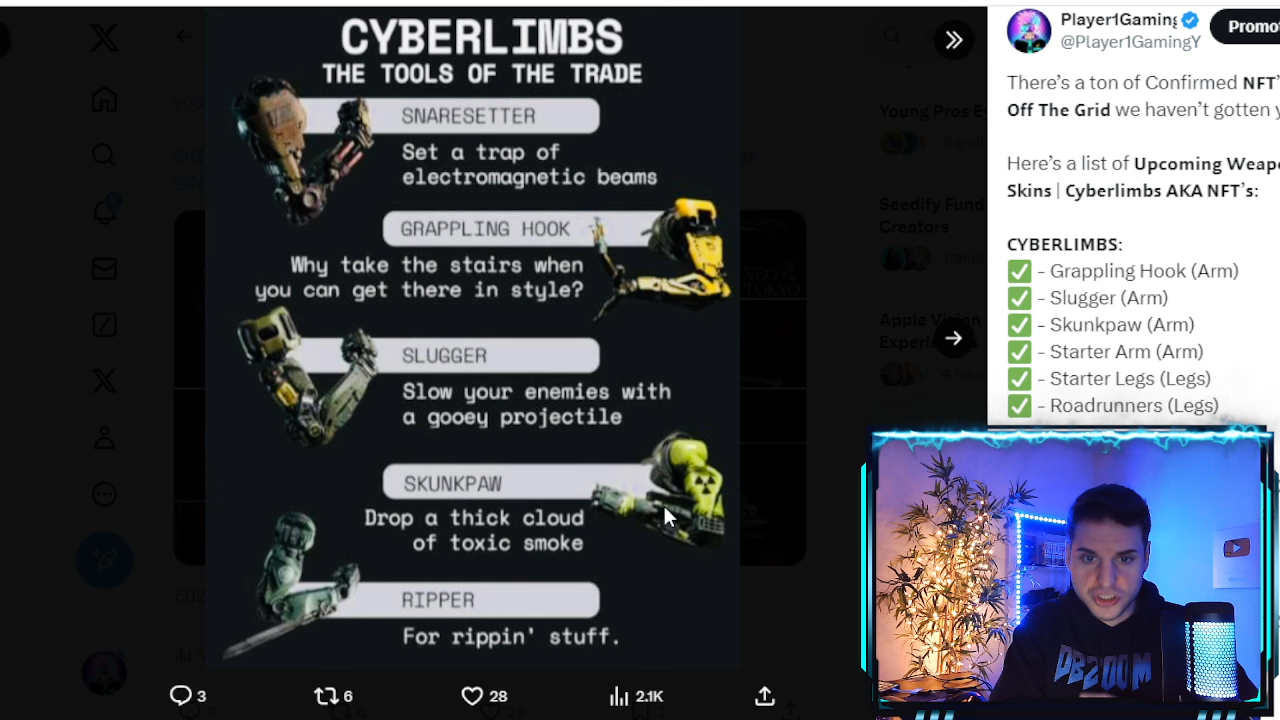 CYBERLIMBS
THE TOOLS OF THE TRADE
SNARESETTER
Set a trap of
electromagnetic beams
GRAPPLING HOOK
Why take the stairs when
you can get there in style?
SLUGGER
Slow your enemies with
a gooey projectile
SKUNKPAW
Drop a thick cloud
of toxic smoke
RIPPER
For rippin' stuff.
3
6
28
2.1K
Young Pros
Seedify Fund
Creators
Apple Vision
NEO
TOKYO
Player1Gaming
@Player1GamingY
Promo
There's a ton of Confirmed NFT'
Off The Grid we haven't gotten
Here's a list of Upcoming
Skins | Cyberlimbs AKA NFT's:
CYBERLIMBS:
- Grappling Hook (Arm)
- Slugger (Arm)
- Skunkpaw (Arm)
- Starter Arm (Arm)
- Starter Legs (Legs)
- Roadrunners (Legs)
DBZOOM